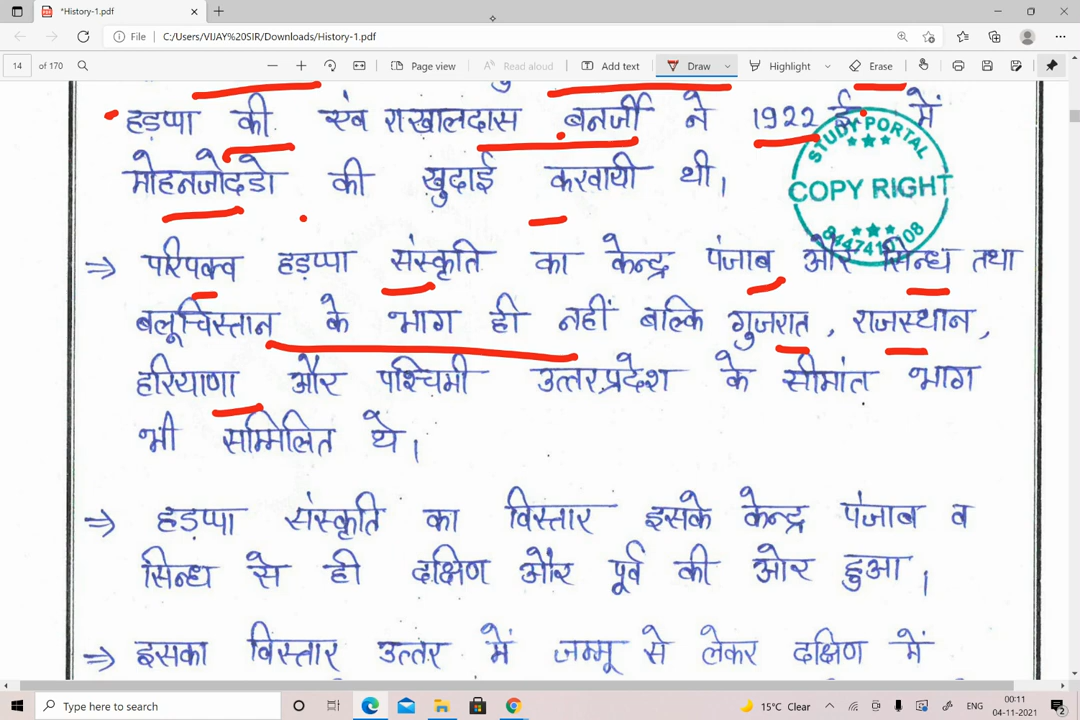 *History-1.pdf
File C:/Users/VIJAY%20SIR/Downloads/History-1.pdf
14 of 170 Page view Read aloud Add text Draw Highlight Erase
हड़प्पा की एंव राखालदास बनर्जी ने 1922 ई० में
मोहनजोदडो की खुदाई करवायी थी।
STUDY PORTAL
COPY RIGHT
⇒ परिपक्व हड़प्पा संस्कृति का केन्द्र पंजाब और सिन्ध तथा
बलूचिस्तान के भाग ही नहीं बल्कि गुजरात, राजस्थान,
हरियाणा और पश्चिमी उत्तरप्रदेश के सीमांत भाग
भी सम्मिलित थे।
⇒ हड़प्पा संस्कृति का विस्तार इसके केन्द्र पंजाब व
सिन्ध से ही दक्षिण और पूर्व की ओर हुआ।
⇒ इसका विस्तार उत्तर में जम्मू से लेकर दक्षिण में
Type here to search 15°C Clear ENG 00:11
04-11-2021 2